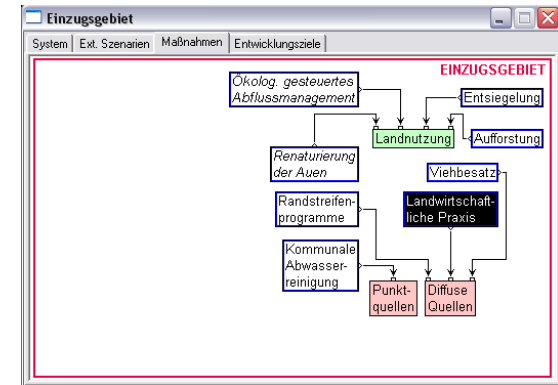 Einzugsgebiet
System Ext. Szenarien Maßnahmen Entwicklungsziele
EINZUGSGEBIET
Ökolog. gesteuertes
Abflussmanagement
Entsiegelung
Landnutzung
Aufforstung
Renaturierung
der Auen
Viehbesatz
Randstreifen-
programme
Landwirtschaft-
liche Praxis
Kommunale
Abwasser-
reinigung
Punkt-
quellen
Diffuse
Quellen